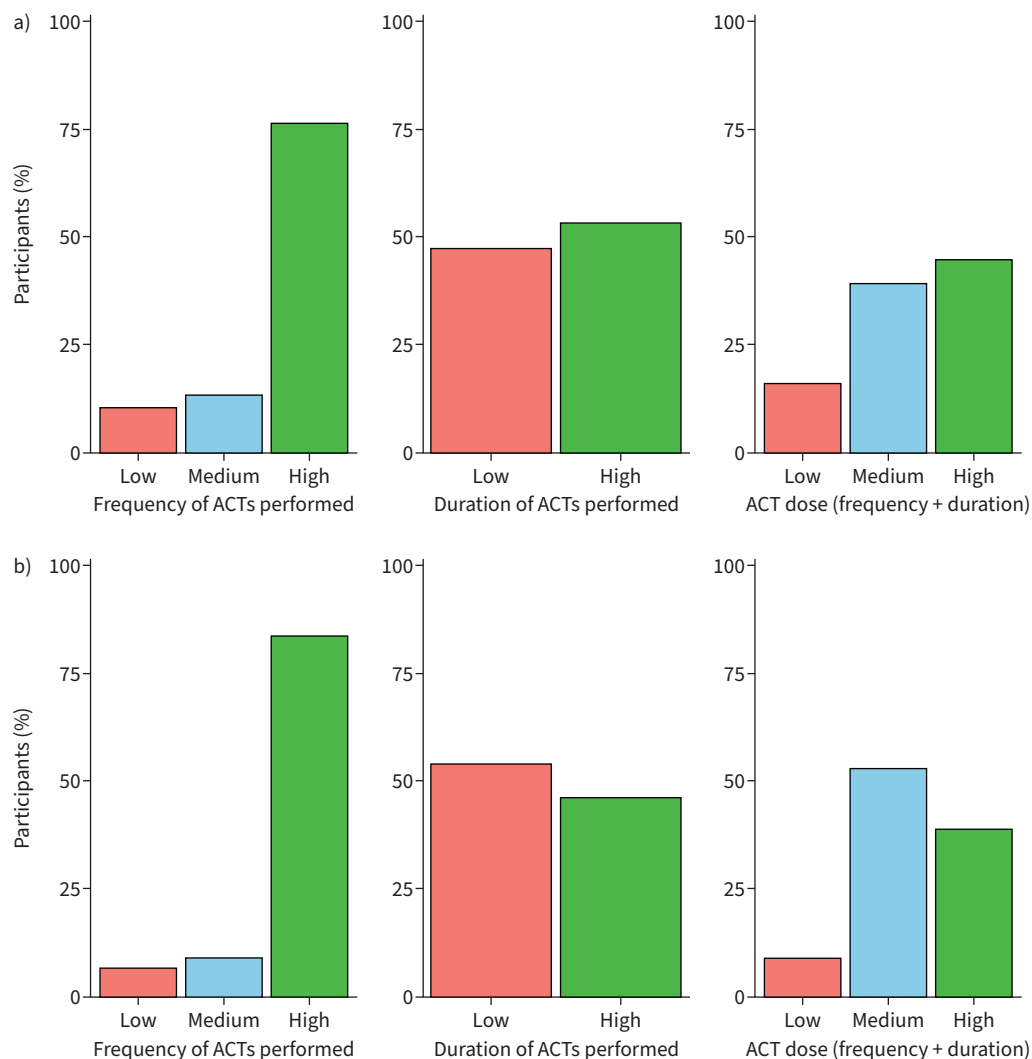 a)
Participants (%)
100
75
50
25
0
Low Medium High
Frequency of ACTs performed
100
75
50
25
0
Low High
Duration of ACTs performed
100
75
50
25
0
Low Medium High
ACT dose (frequency + duration)
b)
Participants (%)
100
75
50
25
0
Low Medium High
Frequency of ACTs performed
100
75
50
25
0
Low High
Duration of ACTs performed
100
75
50
25
0
Low Medium High
ACT dose (frequency + duration)